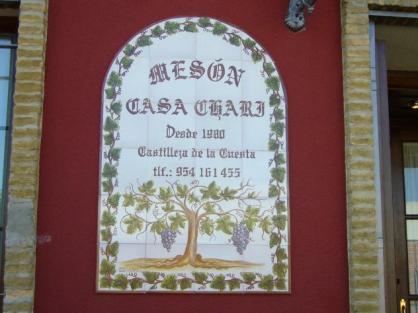 MESÓN
CASA CHARI
Desde 1980
Castilleja de la Cuesta
tlf.: 954 161 455